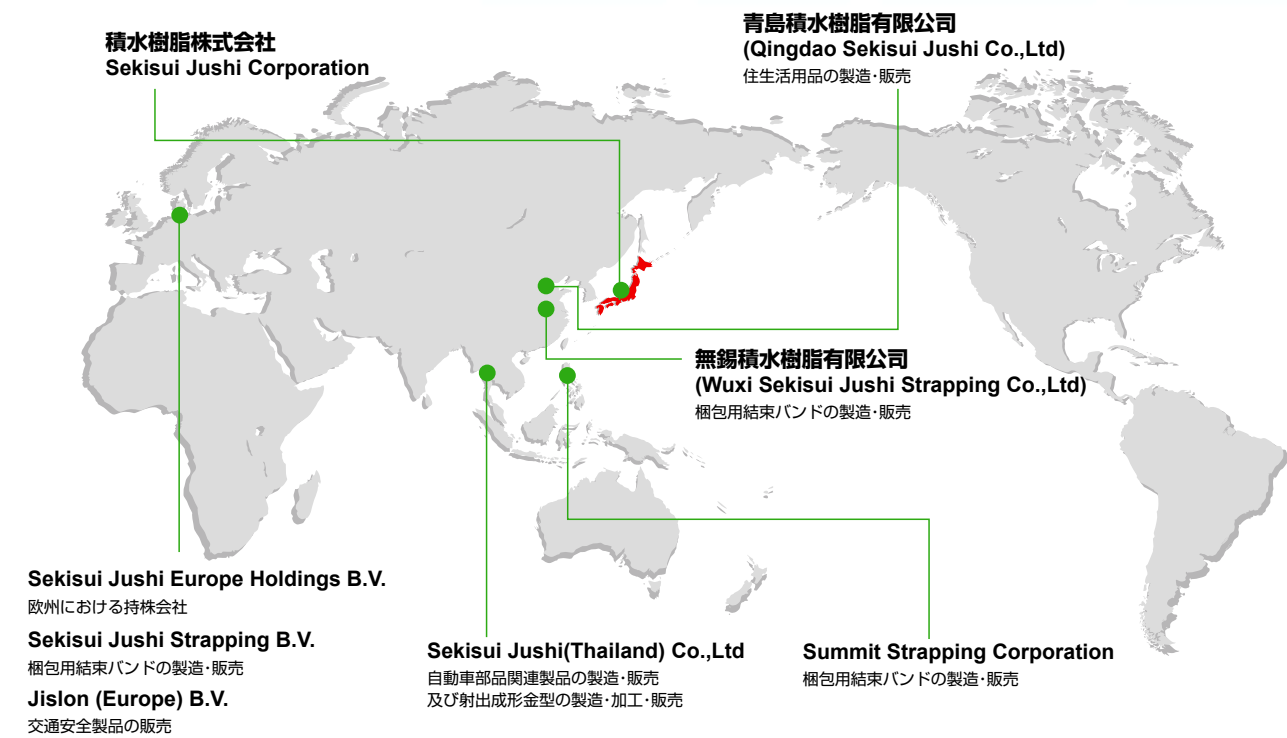 積水樹脂株式会社
Sekisui Jushi Corporation
青島積水樹脂有限公司
(Qingdao Sekisui Jushi Co.,Ltd)
住生活用品の製造・販売
無錫積水樹脂有限公司
(Wuxi Sekisui Jushi Strapping Co.,Ltd)
梱包用結束バンドの製造・販売
Sekisui Jushi Europe Holdings B.V.
欧州における持株会社
Sekisui Jushi Strapping B.V.
梱包用結束バンドの製造・販売
Jislon (Europe) B.V.
交通安全製品の販売
Sekisui Jushi(Thailand) Co.,Ltd
自動車部品関連製品の製造・販売
及び射出成形金型の製造・加工・販売
Summit Strapping Corporation
梱包用結束バンドの製造・販売